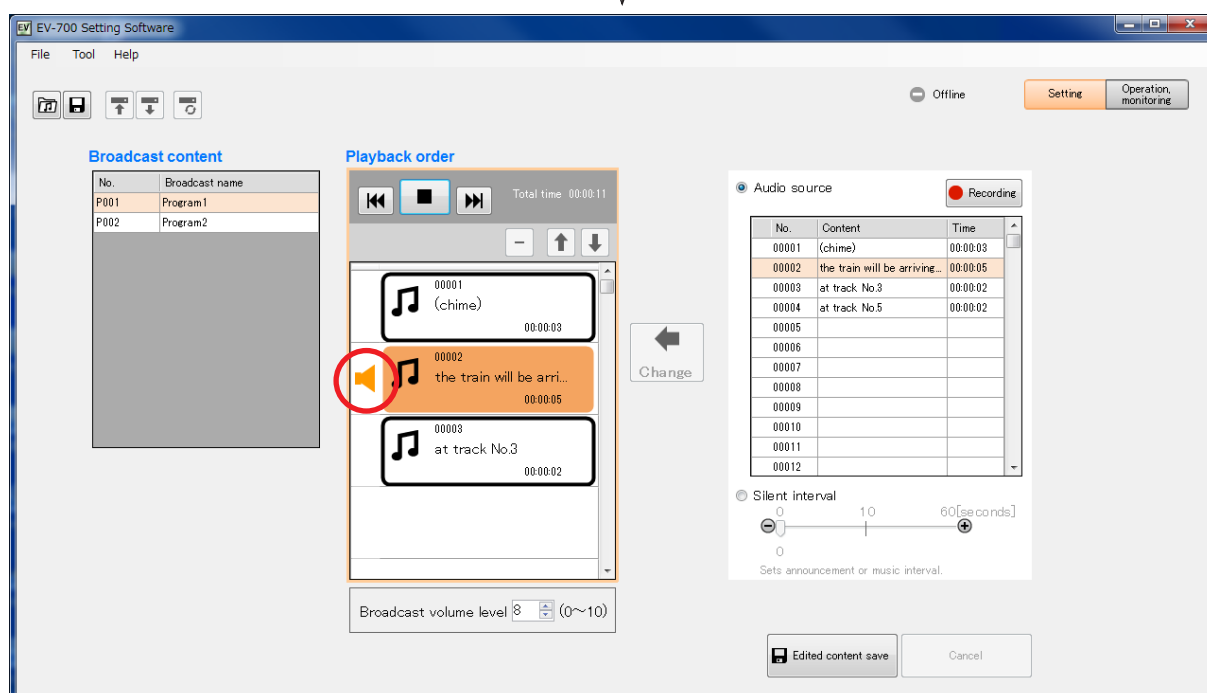 EV EV-700 Setting Software
File Tool Help
Offline
Setting
Operation,
monitoring
Broadcast content
No. Broadcast name
P001 Program1
P002 Program2
Playback order
Total time 00:00:11
00001
(chime)
00:00:03
00002
the train will be arri...
00:00:05
00003
at track No.3
00:00:02
Broadcast volume level 8 (0～10)
Change
Audio source
Recording
No. Content Time
00001 (chime) 00:00:03
00002 the train will be arriving... 00:00:05
00003 at track No.3 00:00:02
00004 at track No.5 00:00:02
00005
00006
00007
00008
00009
00010
00011
00012
Silent interval
0 10 60[seconds]
0
Sets announcement or music interval.
Edited content save
Cancel